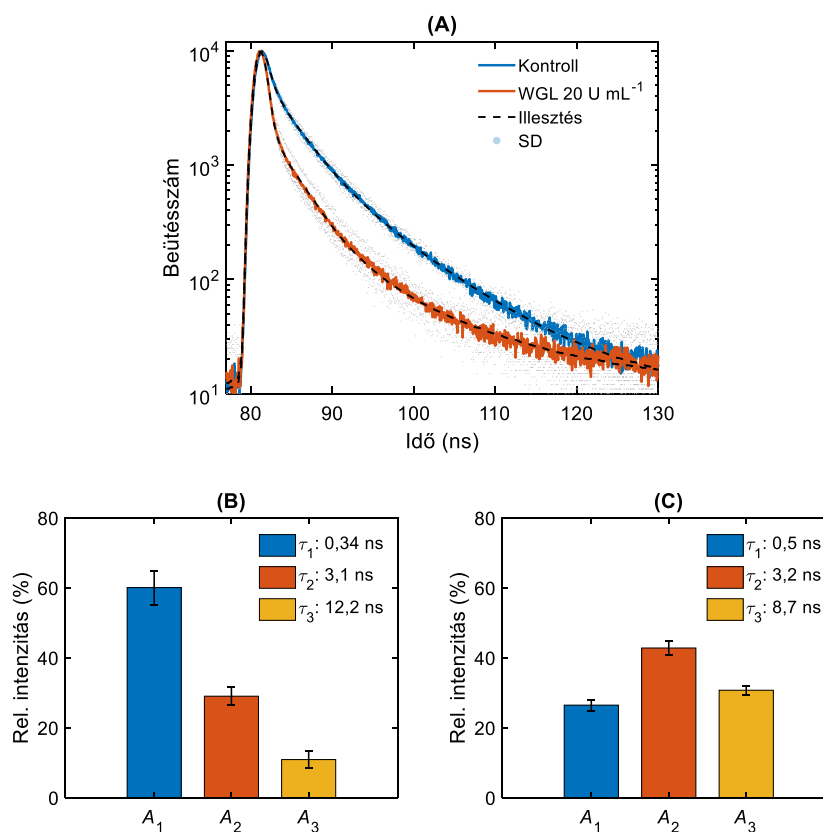 (A)
Beütésszám
10⁴
10³
10²
10¹
Kontroll
WGL 20 U mL⁻¹
Illesztés
SD
80 90 100 110 120 130
Idő (ns)
(B)
Rel. intenzitás (%)
80
60
40
20
0
τ₁: 0,34 ns
τ₂: 3,1 ns
τ₃: 12,2 ns
A₁ A₂ A₃
(C)
Rel. intenzitás (%)
80
60
40
20
0
τ₁: 0,5 ns
τ₂: 3,2 ns
τ₃: 8,7 ns
A₁ A₂ A₃